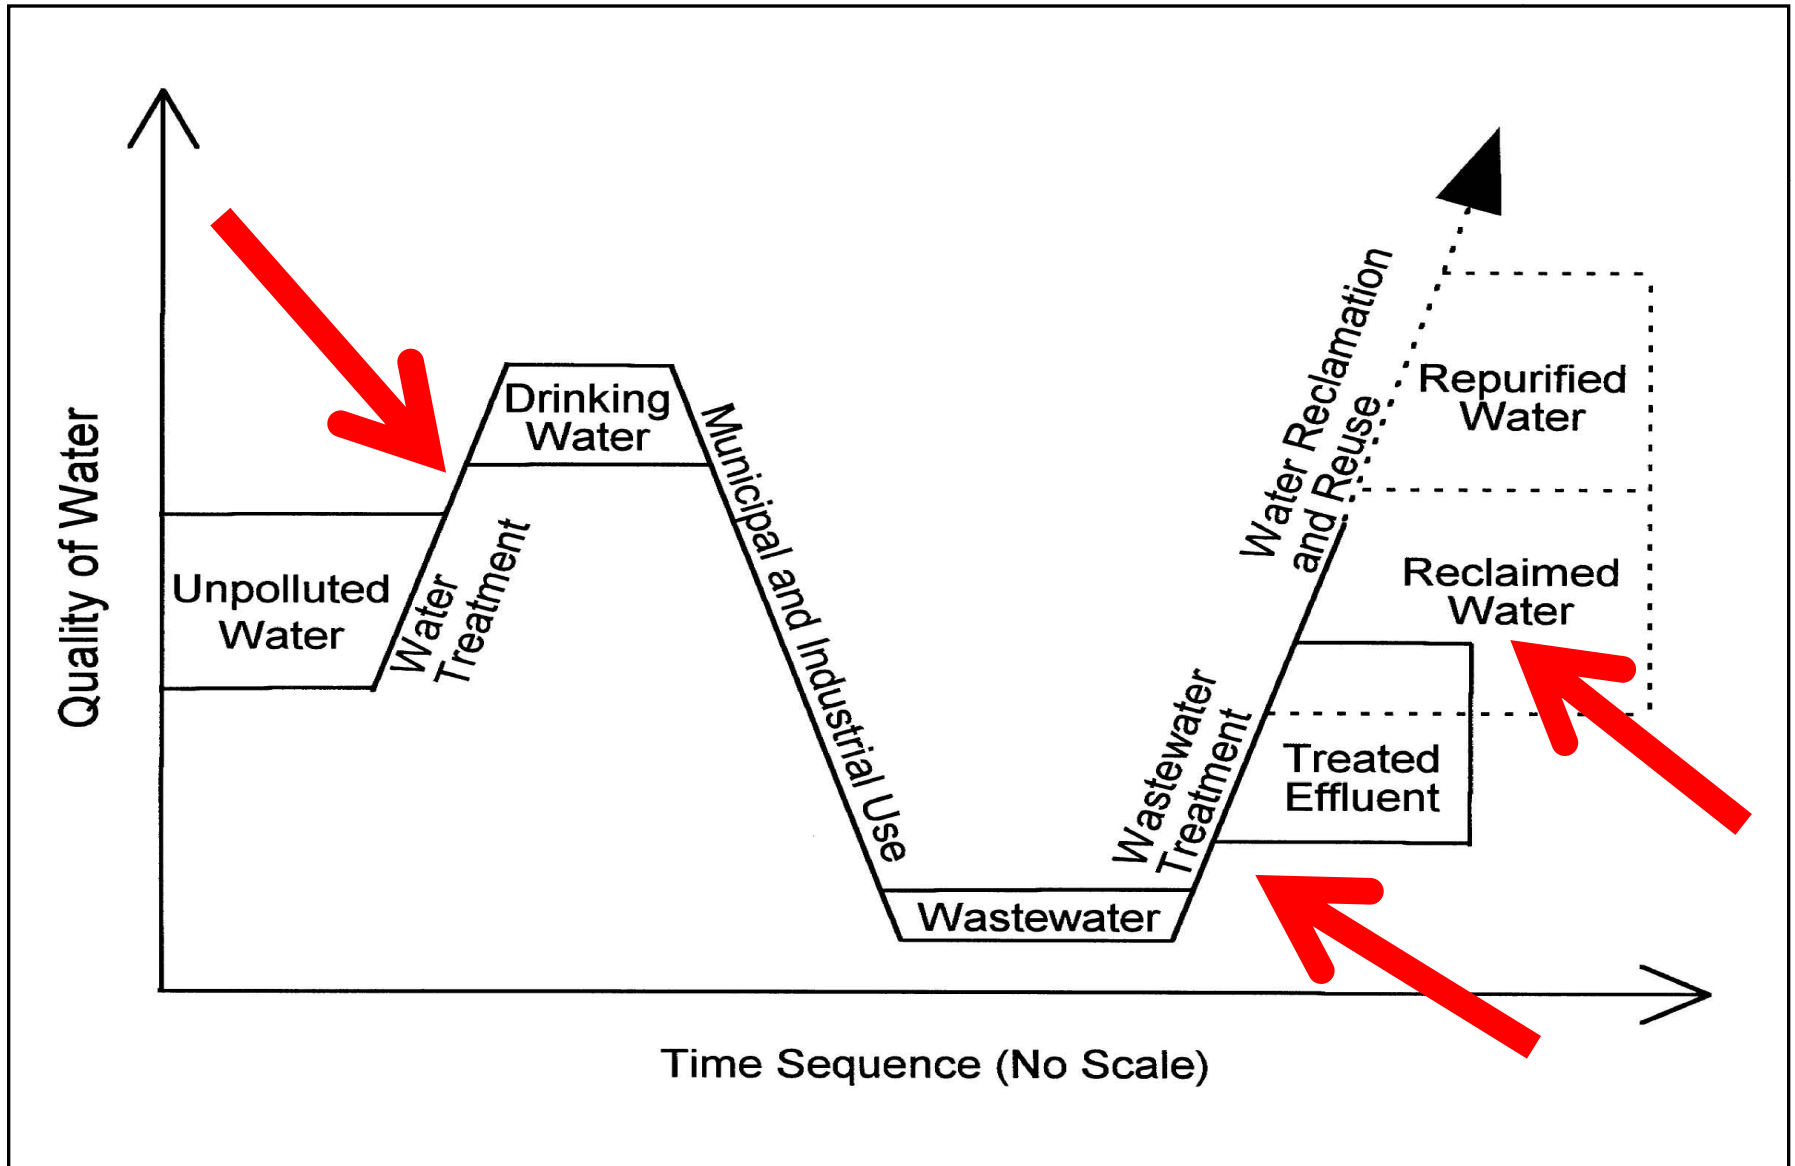 Quality of Water
Unpolluted
Water
Water
Treatment
Drinking
Water
Municipal and Industrial Use
Wastewater
Wastewater
Treatment
Treated
Effluent
Water Reclamation
and Reuse
Reclaimed
Water
Repurified
Water
Time Sequence (No Scale)